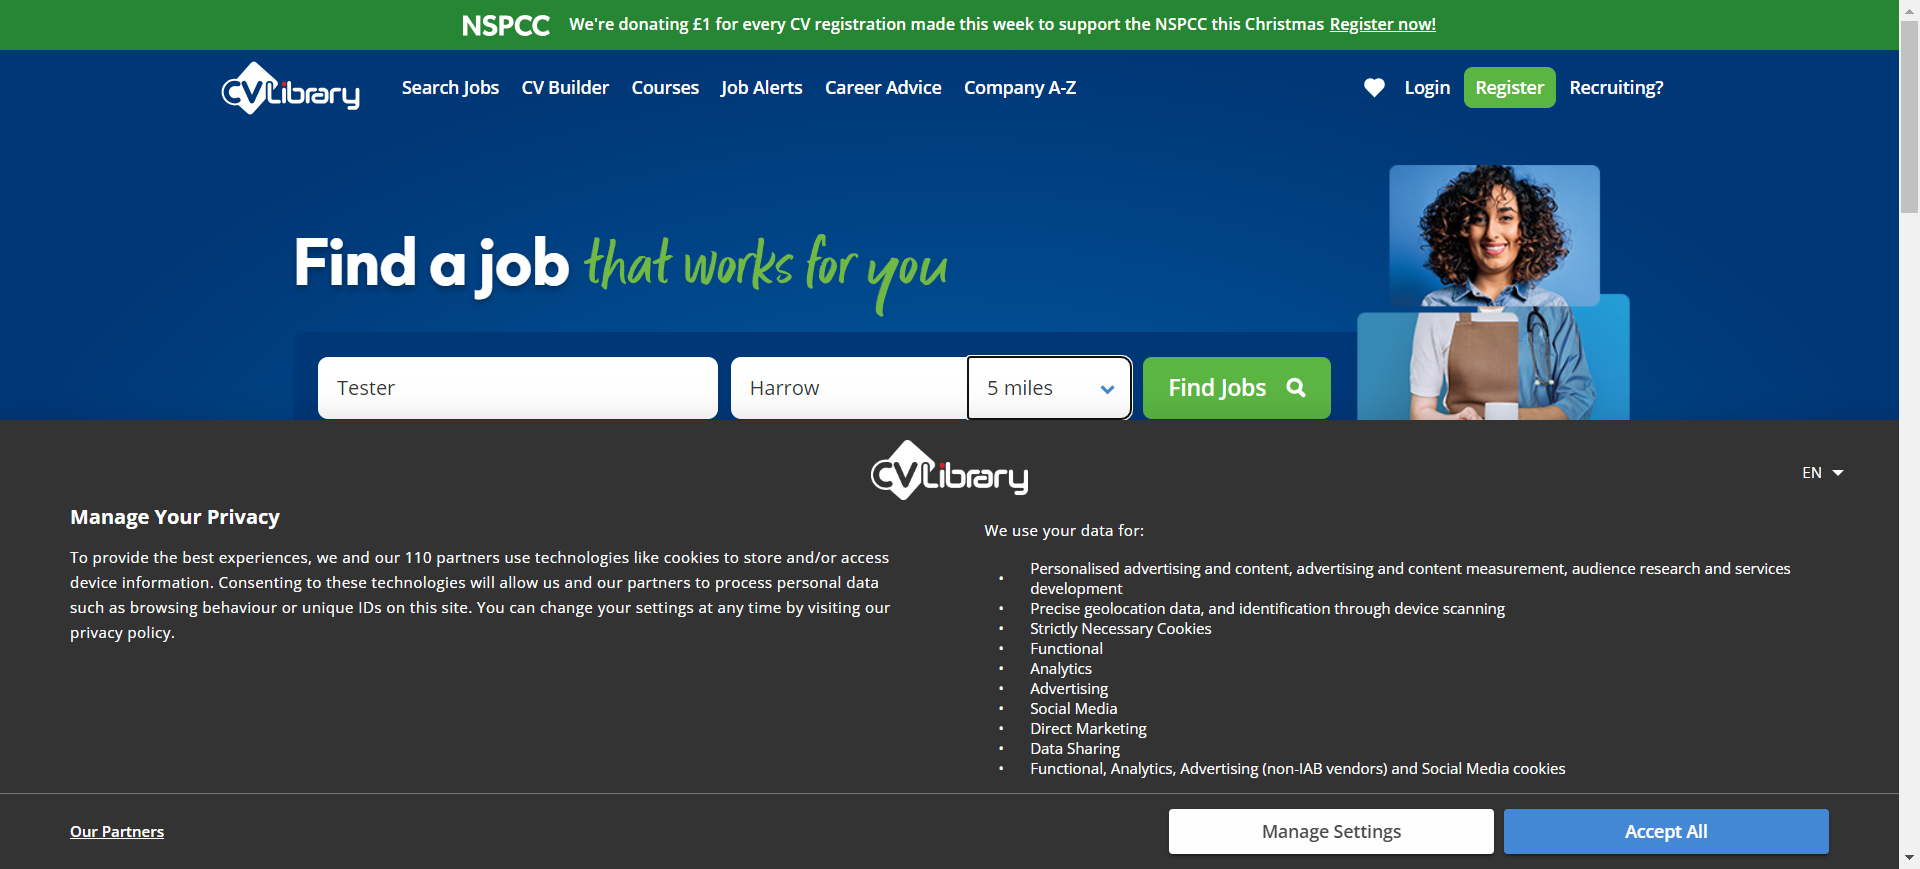 NSPCC We're donating £1 for every CV registration made this week to support the NSPCC this Christmas Register now!
CVLibrary Search Jobs CV Builder Courses Job Alerts Career Advice Company A-Z Login Register Recruiting?
Find a job that works for you
Tester Harrow 5 miles Find Jobs
CVLibrary
EN
Manage Your Privacy
To provide the best experiences, we and our 110 partners use technologies like cookies to store and/or access
device information. Consenting to these technologies will allow us and our partners to process personal data
such as browsing behaviour or unique IDs on this site. You can change your settings at any time by visiting our
privacy policy.
We use your data for:
• Personalised advertising and content, advertising and content measurement, audience research and services
development
• Precise geolocation data, and identification through device scanning
• Strictly Necessary Cookies
• Functional
• Analytics
• Advertising
• Social Media
• Direct Marketing
• Data Sharing
• Functional, Analytics, Advertising (non-IAB vendors) and Social Media cookies
Our Partners Manage Settings Accept All